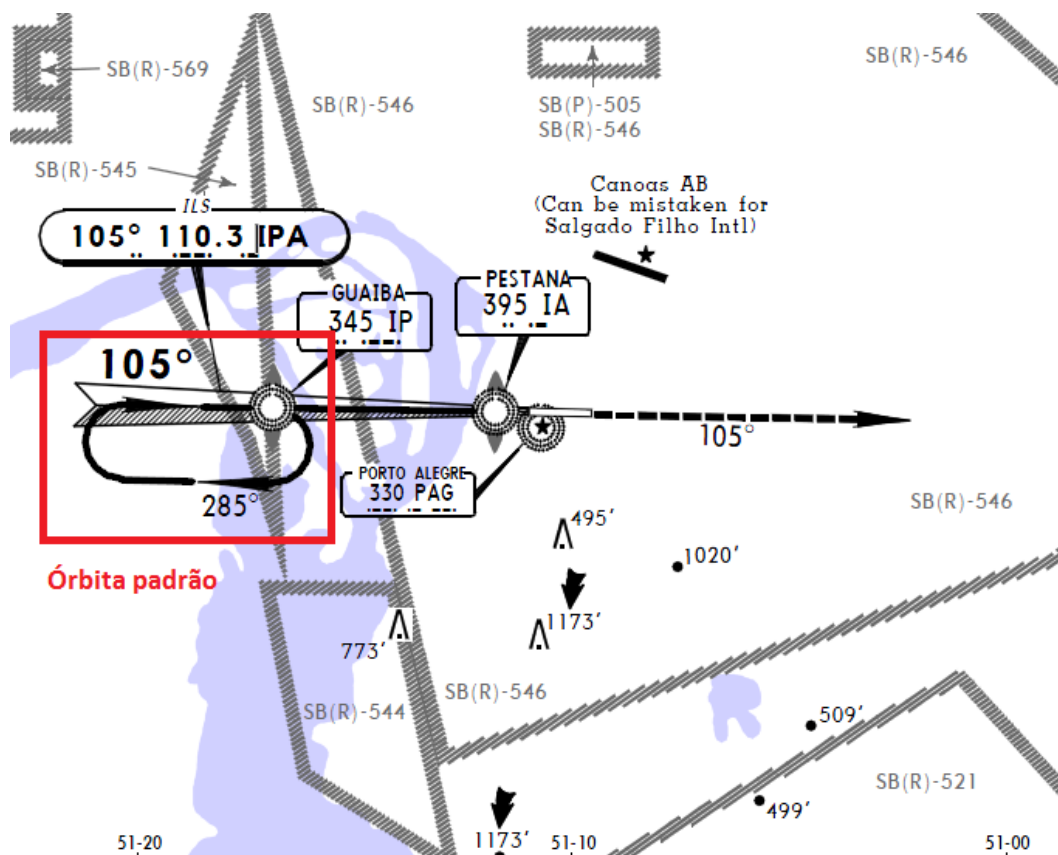 SB(R)-569
SB(R)-546
SB(P)-505
SB(R)-546
SB(R)-546
SB(R)-545
Canoas AB
(Can be mistaken for
Salgado Filho Intl)
ILS
105° 110.3 IPA
GUAIBA
345 IP
PESTANA
395 IA
105°
105°
285°
PORTO ALEGRE
330 PAG
SB(R)-546
495'
1020'
Órbita padrão
1173'
773'
SB(R)-546
SB(R)-544
509'
SB(R)-521
499'
1173'
51-20
51-10
51-00